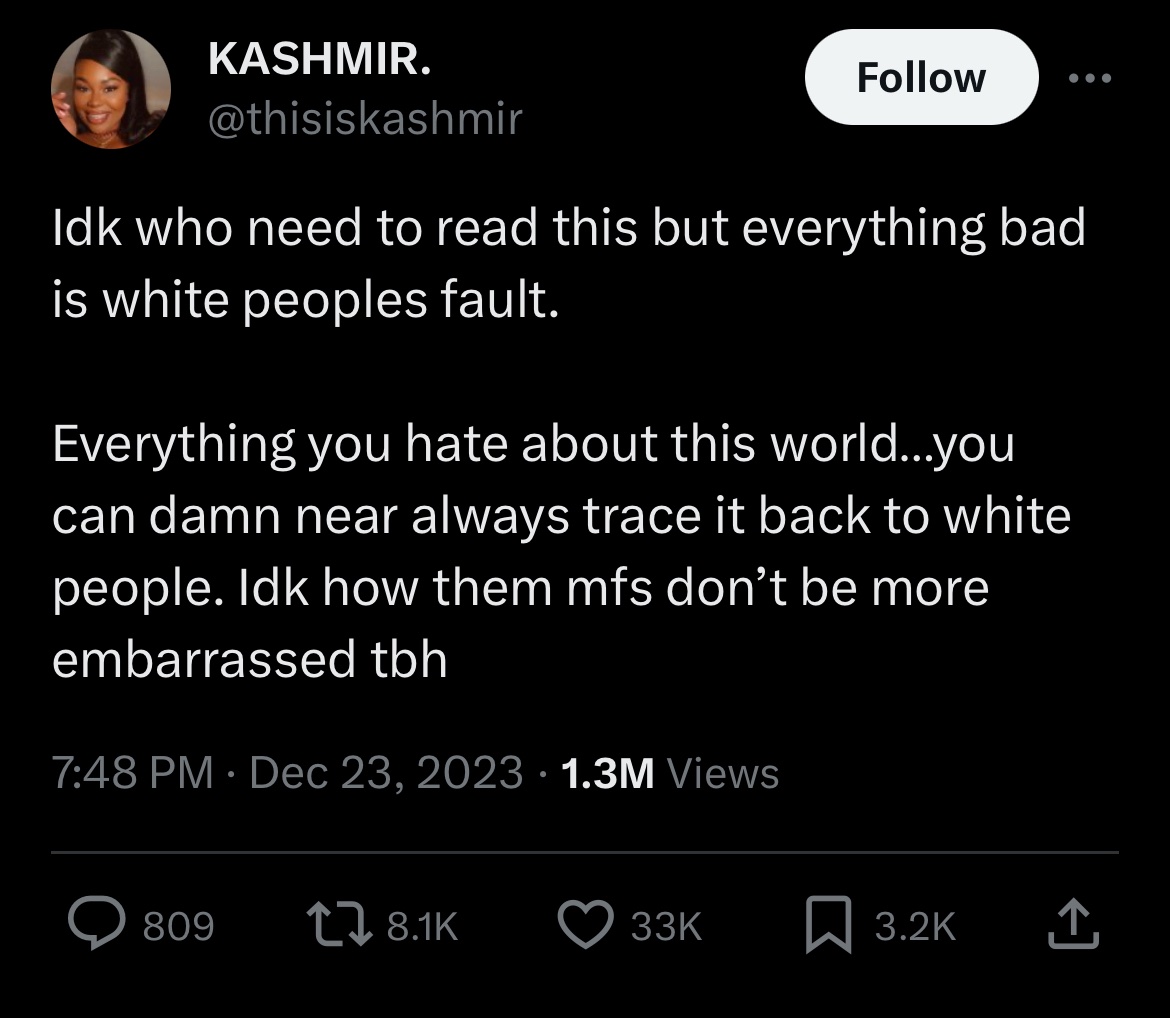 KASHMIR.
@thisiskashmir
Follow
Idk who need to read this but everything bad
is white peoples fault.
Everything you hate about this world...you
can damn near always trace it back to white
people. Idk how them mfs don’t be more
embarrassed tbh
7:48 PM · Dec 23, 2023 · 1.3M Views
809 8.1K 33K 3.2K